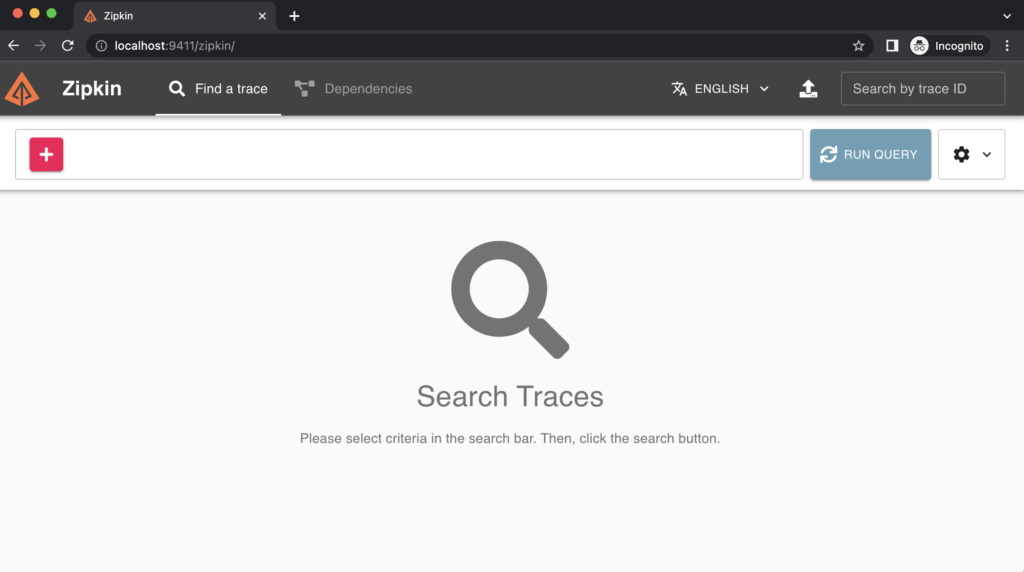 Zipkin
localhost:9411/zipkin/
Incognito
Zipkin
Find a trace
Dependencies
ENGLISH
Search by trace ID
RUN QUERY
Search Traces
Please select criteria in the search bar. Then, click the search button.